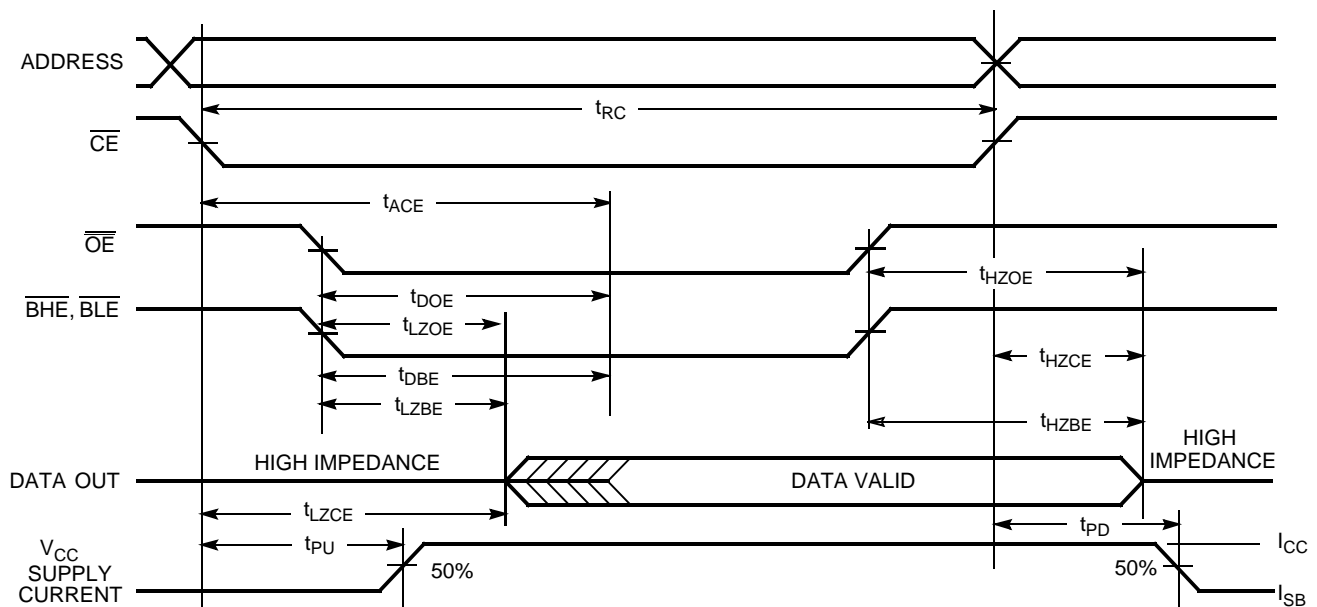 ADDRESS
tRC
CE
tACE
OE
tHZOE
tDOE
BHE, BLE
tLZOE
tHZCE
tDBE
tLZBE
tHZBE
HIGH IMPEDANCE
HIGH
IMPEDANCE
DATA OUT
DATA VALID
tLZCE
tPD
tPU
VCC
SUPPLY
CURRENT
50%
50%
ICC
ISB